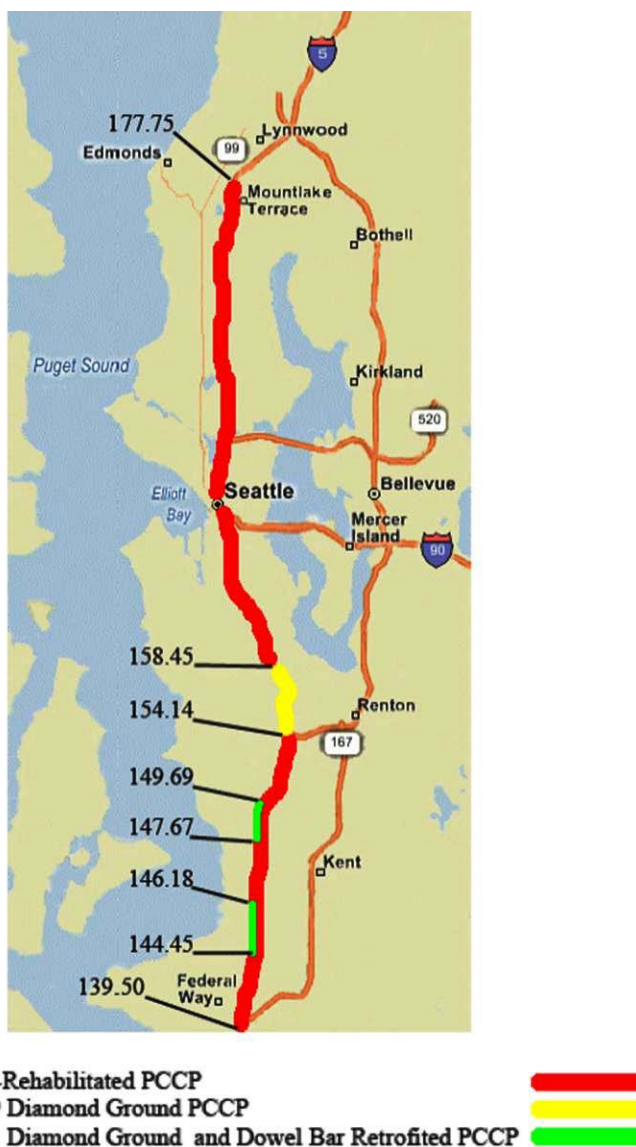 5
177.75
Lynnwood
99
Edmonds
Mountlake
Terrace
Bothell
Puget Sound
Kirkland
520
Elliott
Bay
Seattle
Bellevue
Mercer
Island
90
158.45
154.14
Renton
167
149.69
147.67
Kent
146.18
144.45
139.50
Federal
Way
-Rehabilitated PCCP
Diamond Ground PCCP
Diamond Ground and Dowel Bar Retrofited PCCP